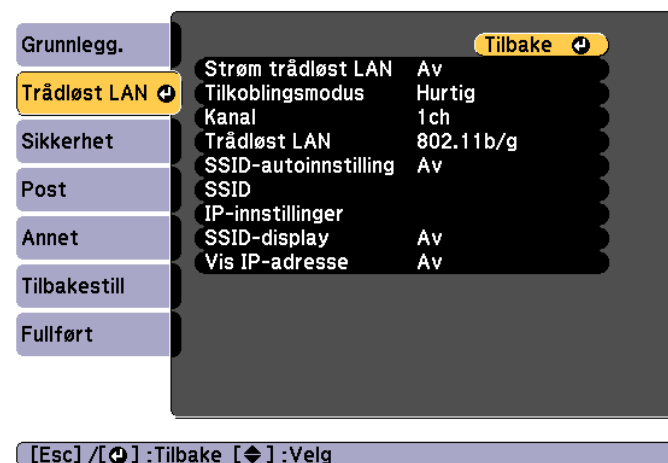 Grunnlegg.
Trådløst LAN
Sikkerhet
Post
Annet
Tilbakestill
Fullført
Tilbake
Strøm trådløst LAN Av
Tilkoblingsmodus Hurtig
Kanal 1ch
Trådløst LAN 802.11b/g
SSID-autoinnstilling Av
SSID
IP-innstillinger
SSID-display Av
Vis IP-adresse Av
[Esc] /[⏎] :Tilbake [◆] :Velg